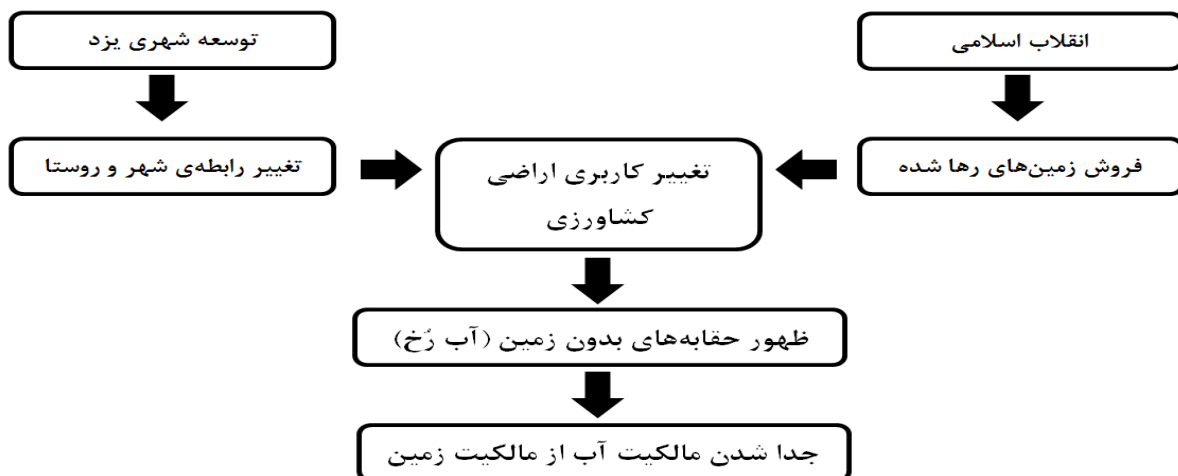 انقلاب اسلامی
توسعه شهری یزد
فروش زمین‌های رها شده
تغییر رابطه‌ی شهر و روستا
تغییر کاربری اراضی
کشاورزی
ظهور حقابه‌های بدون زمین (آب رُخ)
جدا شدن مالکیت آب از مالکیت زمین